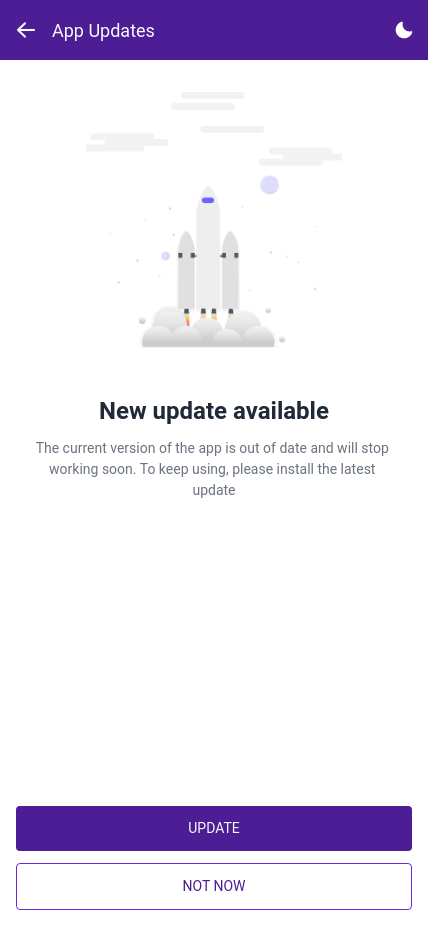 App Updates
New update available
The current version of the app is out of date and will stop
working soon. To keep using, please install the latest
update
UPDATE
NOT NOW